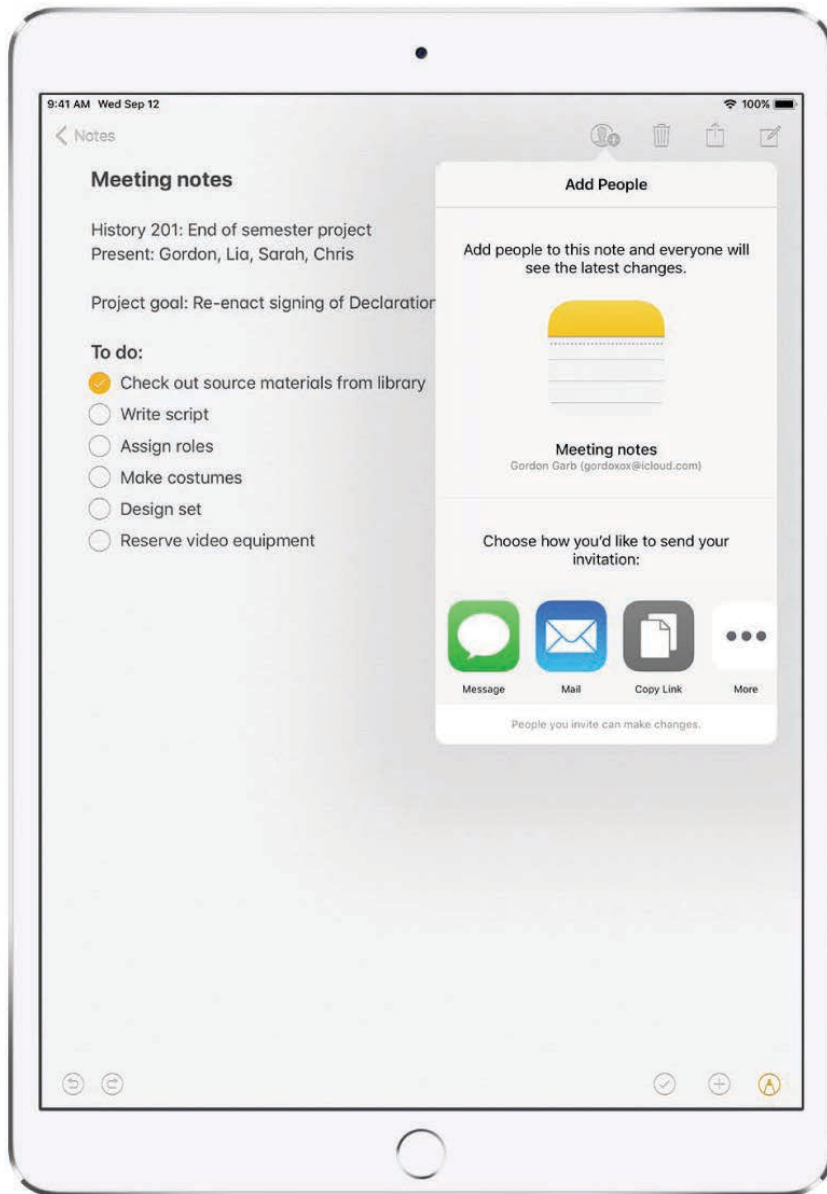 9:41 AM Wed Sep 12
100%
Notes
Meeting notes
History 201: End of semester project
Present: Gordon, Lia, Sarah, Chris
Project goal: Re-enact signing of Declaration
To do:
Check out source materials from library
Write script
Assign roles
Make costumes
Design set
Reserve video equipment
Add People
Add people to this note and everyone will
see the latest changes.
Meeting notes
Gordon Garb (gordoxox@icloud.com)
Choose how you'd like to send your
invitation:
Message
Mail
Copy Link
More
People you invite can make changes.